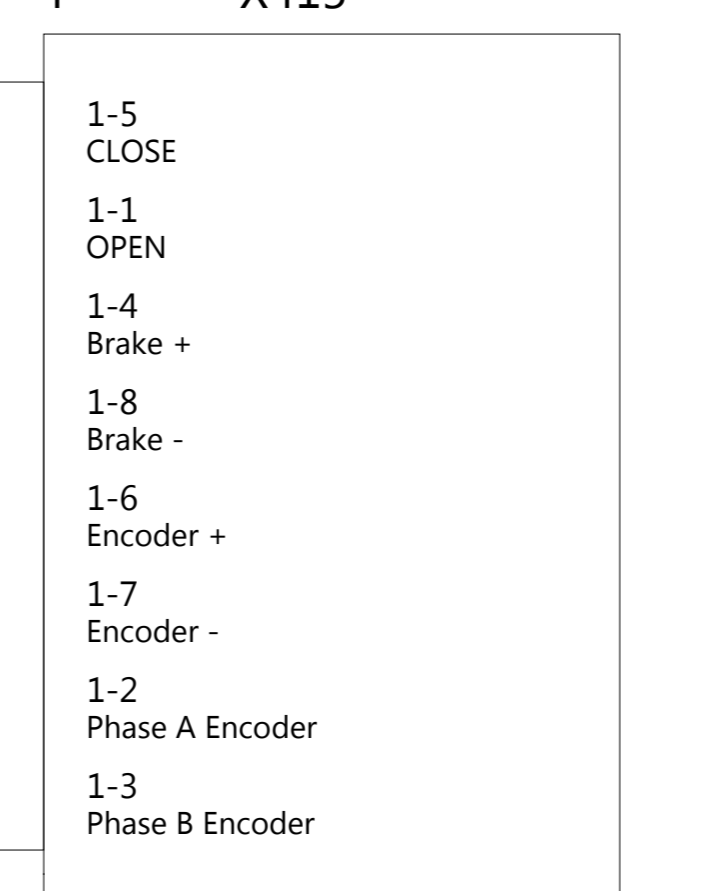 1-5
CLOSE
1-1
OPEN
1-4
Brake +
1-8
Brake -
1-6
Encoder +
1-7
Encoder -
1-2
Phase A Encoder
1-3
Phase B Encoder